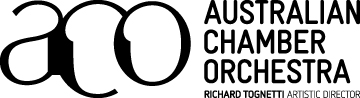 aco
AUSTRALIAN
CHAMBER
ORCHESTRA
RICHARD TOGNETTI ARTISTIC DIRECTOR